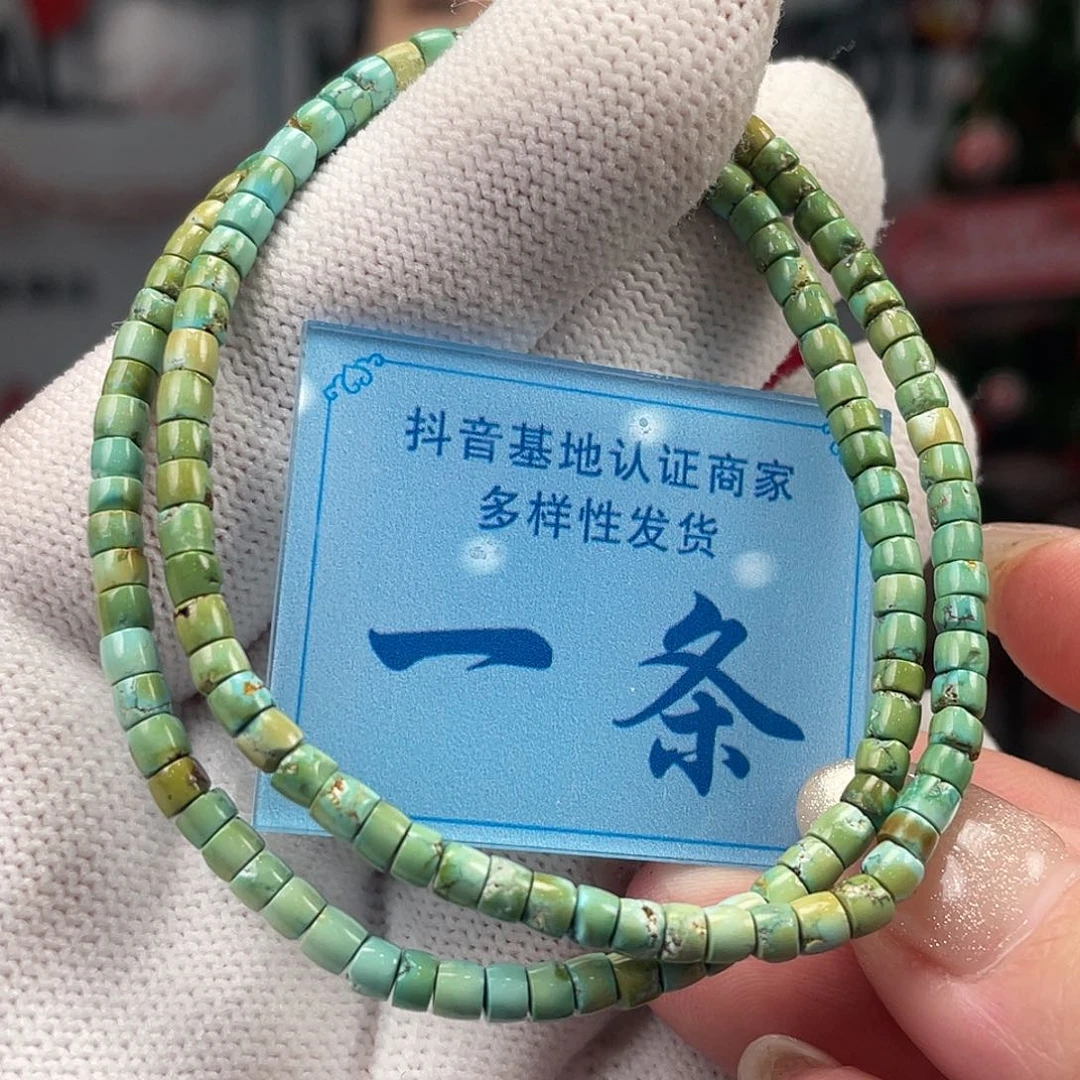 抖音基地认证商家
多样性发货
一条